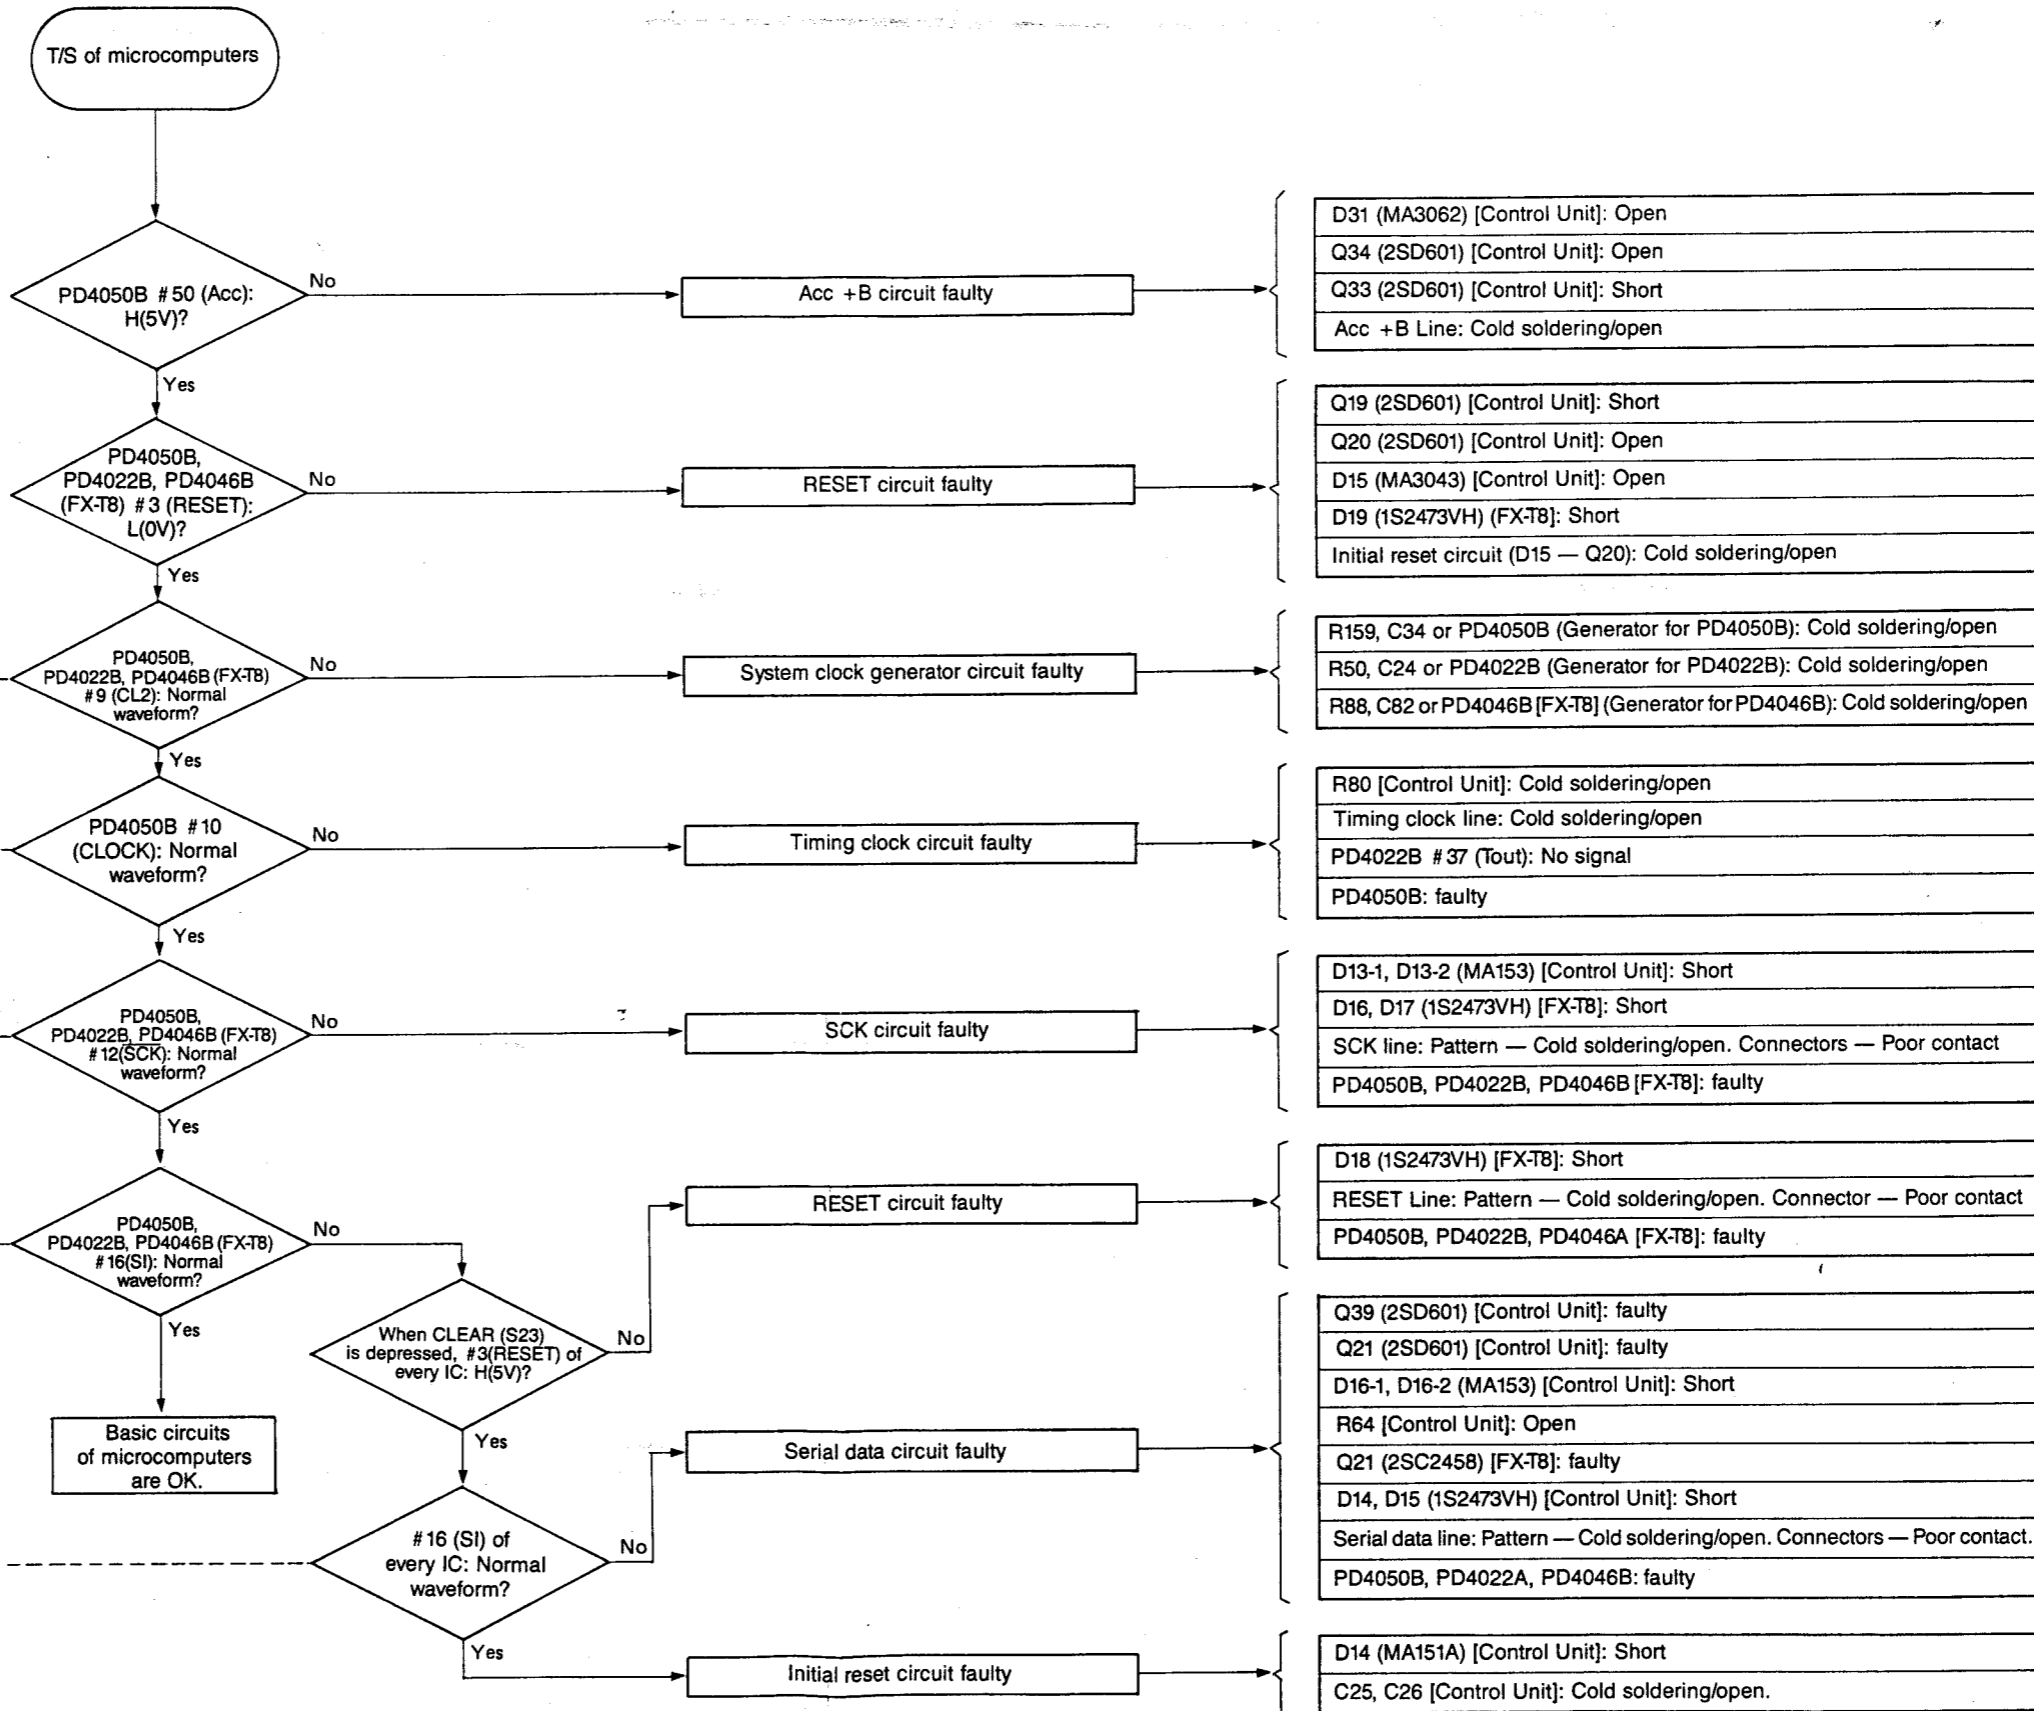 T/S of microcomputers
PD4050B #50 (Acc):
H(5V)?
No
Acc +B circuit faulty
D31 (MA3062) [Control Unit]: Open
Q34 (2SD601) [Control Unit]: Open
Q33 (2SD601) [Control Unit]: Short
Acc +B Line: Cold soldering/open
Yes
PD4050B,
PD4022B, PD4046B
(FX-T8) #3 (RESET):
L(0V)?
No
RESET circuit faulty
Q19 (2SD601) [Control Unit]: Short
Q20 (2SD601) [Control Unit]: Open
D15 (MA3043) [Control Unit]: Open
D19 (1S2473VH) (FX-T8]: Short
Initial reset circuit (D15 — Q20): Cold soldering/open
Yes
PD4050B,
PD4022B, PD4046B (FX-T8)
#9 (CL2): Normal
waveform?
No
System clock generator circuit faulty
R159, C34 or PD4050B (Generator for PD4050B): Cold soldering/open
R50, C24 or PD4022B (Generator for PD4022B): Cold soldering/open
R88, C82 or PD4046B [FX-T8] (Generator for PD4046B): Cold soldering/open
Yes
PD4050B #10
(CLOCK): Normal
waveform?
No
Timing clock circuit faulty
R80 [Control Unit]: Cold soldering/open
Timing clock line: Cold soldering/open
PD4022B #37 (Tout): No signal
PD4050B: faulty
Yes
PD4050B,
PD4022B, PD4046B (FX-T8)
#12(SCK): Normal
waveform?
No
SCK circuit faulty
D13-1, D13-2 (MA153) [Control Unit]: Short
D16, D17 (1S2473VH) [FX-T8]: Short
SCK line: Pattern — Cold soldering/open. Connectors — Poor contact
PD4050B, PD4022B, PD4046B [FX-T8]: faulty
Yes
PD4050B,
PD4022B, PD4046B (FX-T8)
#16(SI): Normal
waveform?
No
RESET circuit faulty
D18 (1S2473VH) [FX-T8]: Short
RESET Line: Pattern — Cold soldering/open. Connector — Poor contact
PD4050B, PD4022B, PD4046A [FX-T8]: faulty
Yes
Basic circuits
of microcomputers
are OK.
When CLEAR (S23)
is depressed, #3(RESET) of
every IC: H(5V)?
No
Yes
Serial data circuit faulty
Q39 (2SD601) [Control Unit]: faulty
Q21 (2SD601) [Control Unit]: faulty
D16-1, D16-2 (MA153) [Control Unit]: Short
R64 [Control Unit]: Open
Q21 (2SC2458) [FX-T8]: faulty
D14, D15 (1S2473VH) [Control Unit]: Short
Serial data line: Pattern — Cold soldering/open. Connectors — Poor contact.
PD4050B, PD4022A, PD4046B: faulty
#16 (SI) of
every IC: Normal
waveform?
No
Yes
Initial reset circuit faulty
D14 (MA151A) [Control Unit]: Short
C25, C26 [Control Unit]: Cold soldering/open.